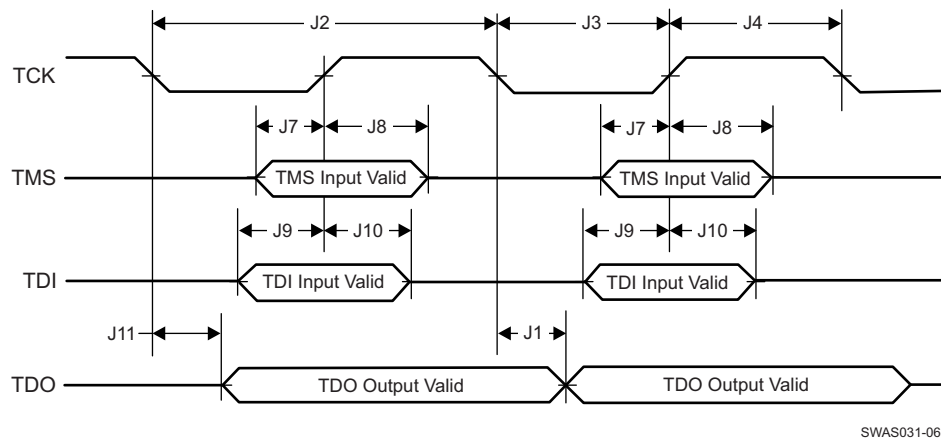 J2 J3 J4
TCK
J7 J8 J7 J8
TMS TMS Input Valid TMS Input Valid
J9 J10 J9 J10
TDI TDI Input Valid TDI Input Valid
J11 J1
TDO TDO Output Valid TDO Output Valid
SWAS031-069